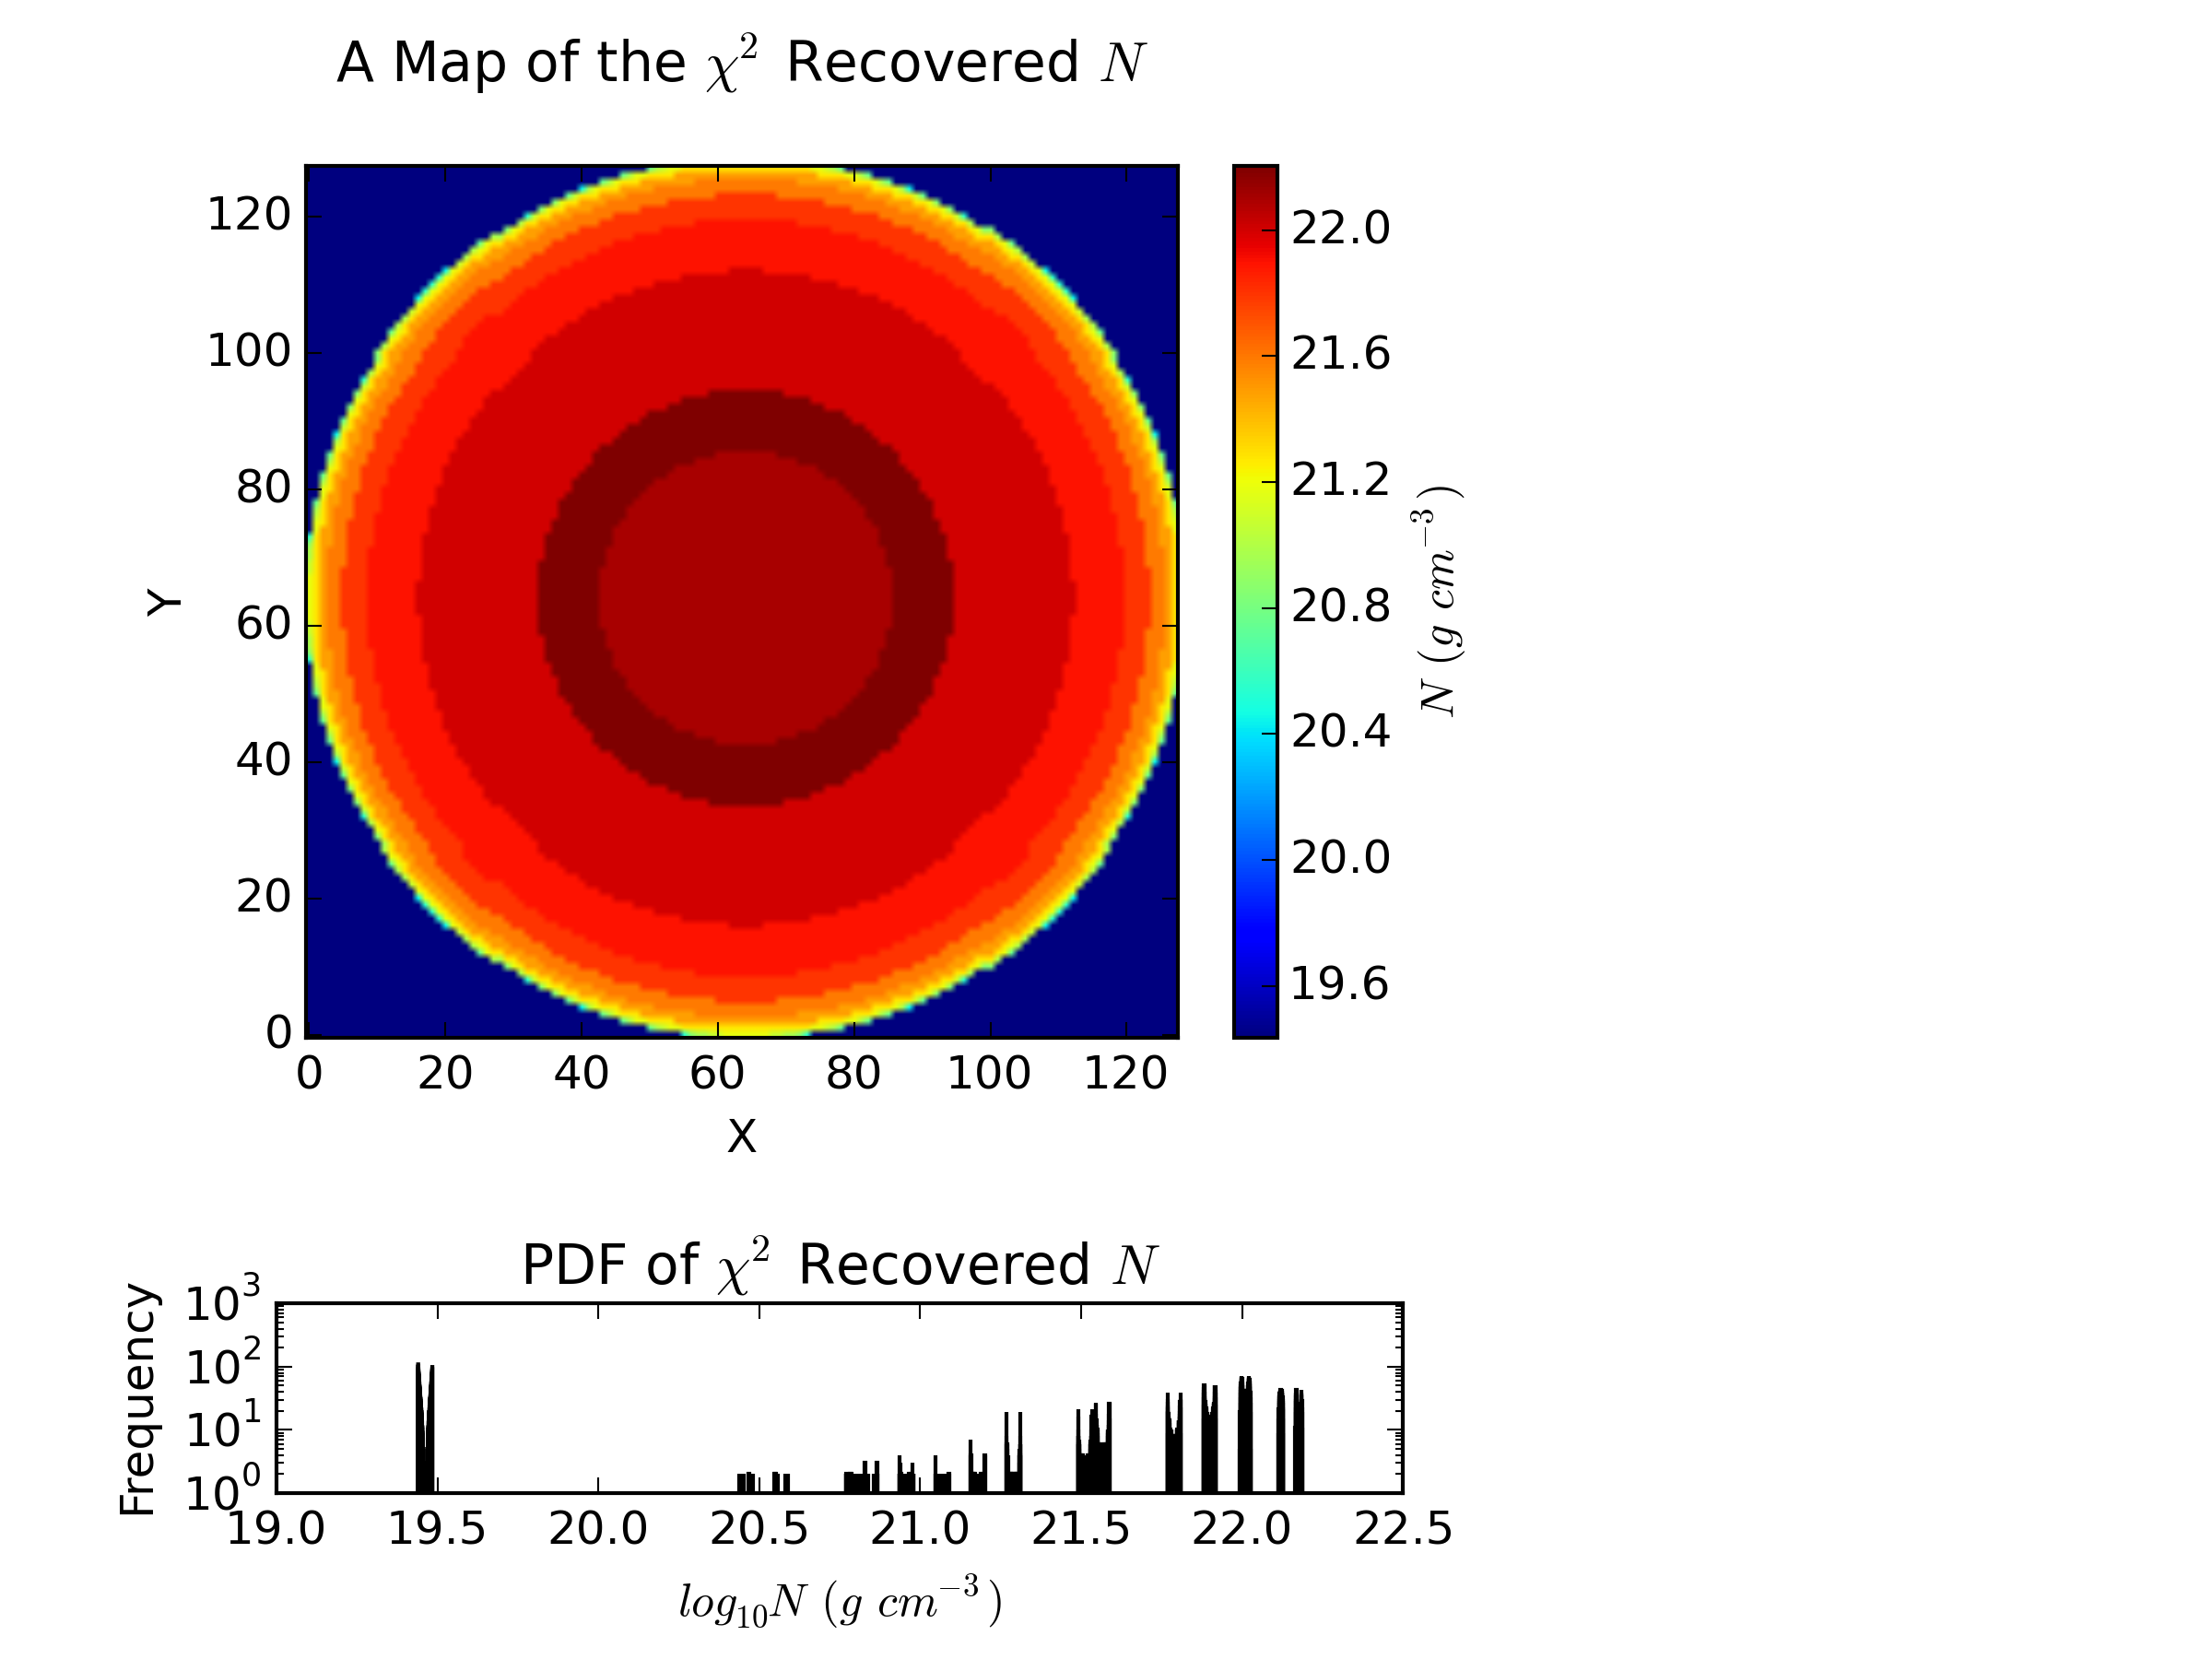 A Map of the χ² Recovered N
120
100
80
60
40
20
0
0 20 40 60 80 100 120
Y
X
22.0
21.6
21.2
20.8
20.4
20.0
19.6
N (g cm⁻³)
PDF of χ² Recovered N
Frequency
10³
10²
10¹
10⁰
19.0 19.5 20.0 20.5 21.0 21.5 22.0 22.5
log₁₀N (g cm⁻³)